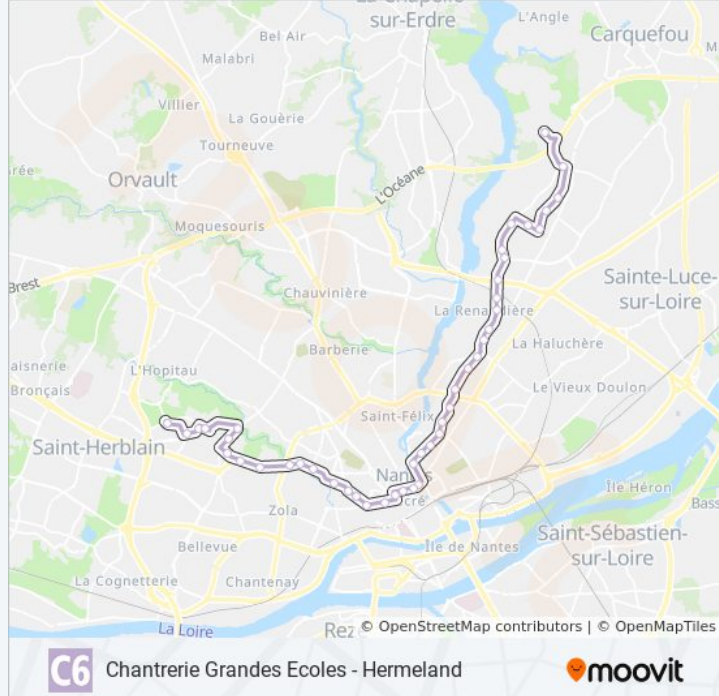 La Chapelle-
sur-Erdre
L'Angle
Bel Air
Carquefou
Malabri
Villier
La Gouèrie
Tourneuve
L'Océane
Orvault
Moquesouris
Brest
Sainte-Luce-
sur-Loire
Chauvinière
La Renaudière
Barberie
La Haluchère
L'Hopitau
Bronçais
Le Vieux Doulon
Saint-Félix
Saint-Herblain
Nantes
Île Héron
Zola
Bellevue
Île de Nantes
Saint-Sébastien-
sur-Loire
La Cognetterie
Chantenay
La Loire
© OpenStreetMap contributors | © OpenMapTiles
C6
Chantrerie Grandes Ecoles - Hermeland
moovit